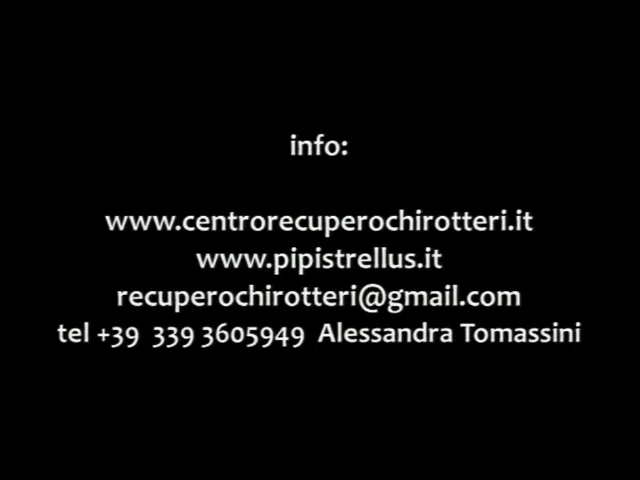 info:
www.centrorecuperochirotteri.it
www.pipistrellus.it
recuperochirotteri@gmail.com
tel +39 339 3605949 Alessandra Tomassini